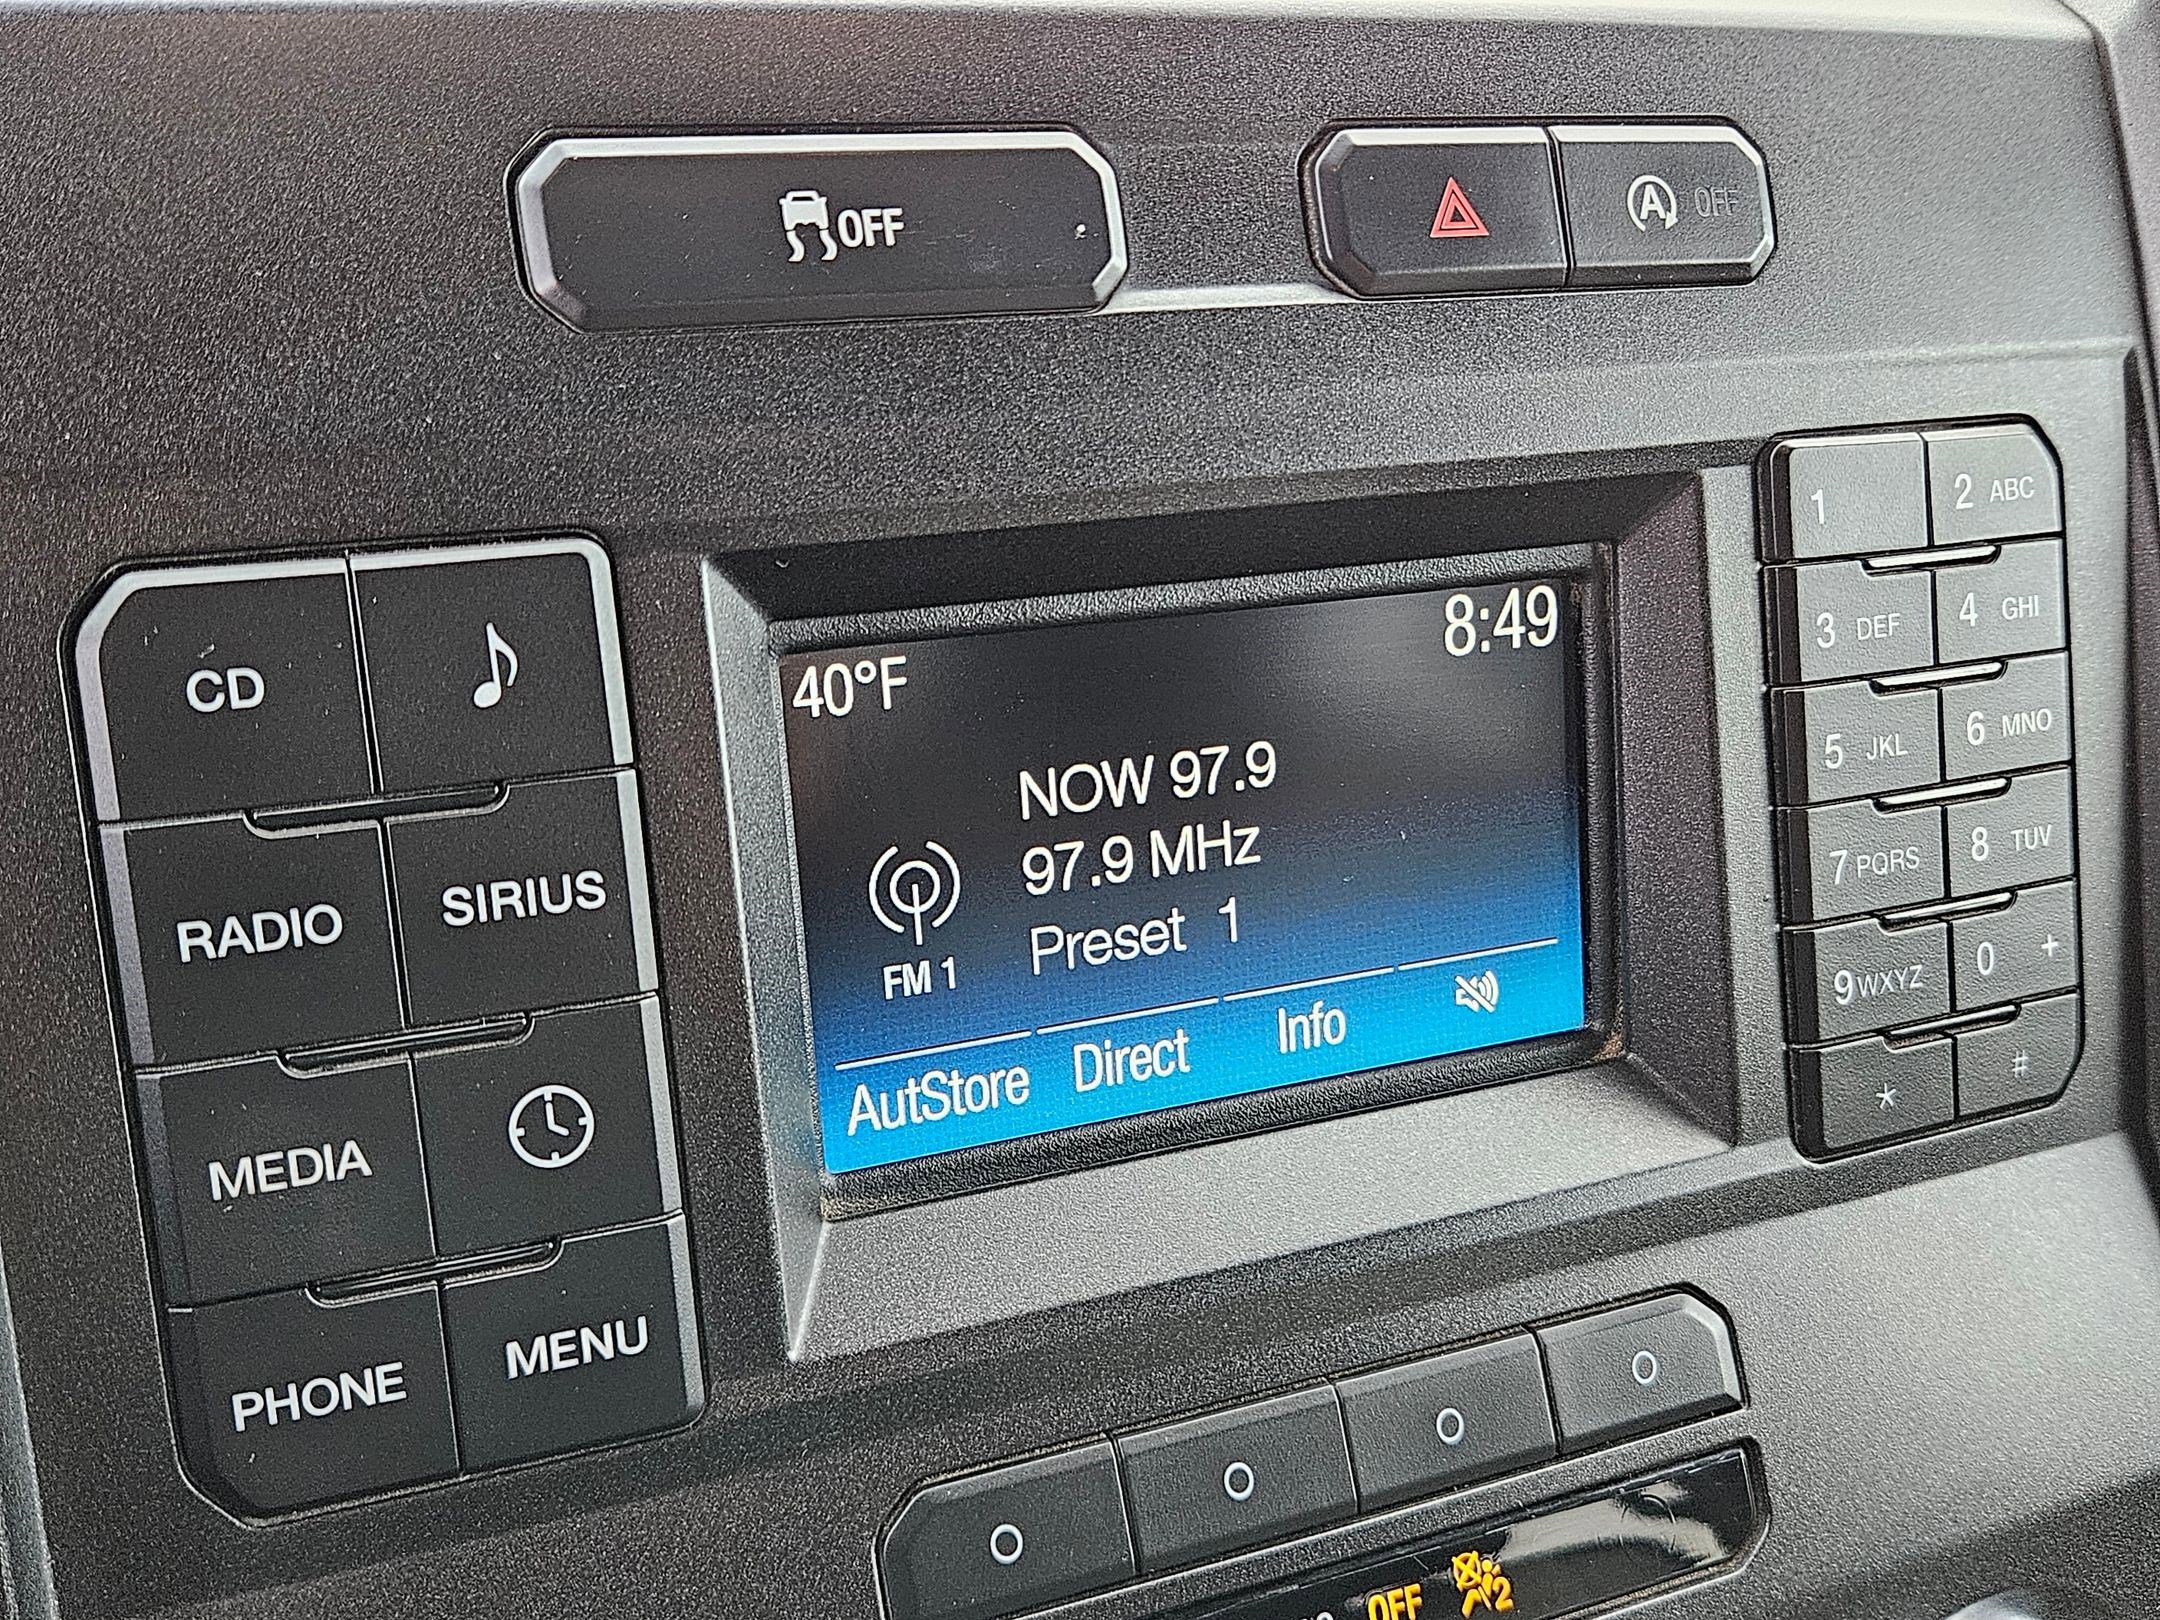 OFF
A OFF
CD
RADIO SIRIUS
MEDIA
PHONE MENU
40°F 8:49
NOW 97.9
97.9 MHz
Preset 1
FM 1
AutStore Direct Info
1 2 ABC
3 DEF 4 GHI
5 JKL 6 MNO
7 PQRS 8 TUV
9 WXYZ 0 +
* #
OFF 2